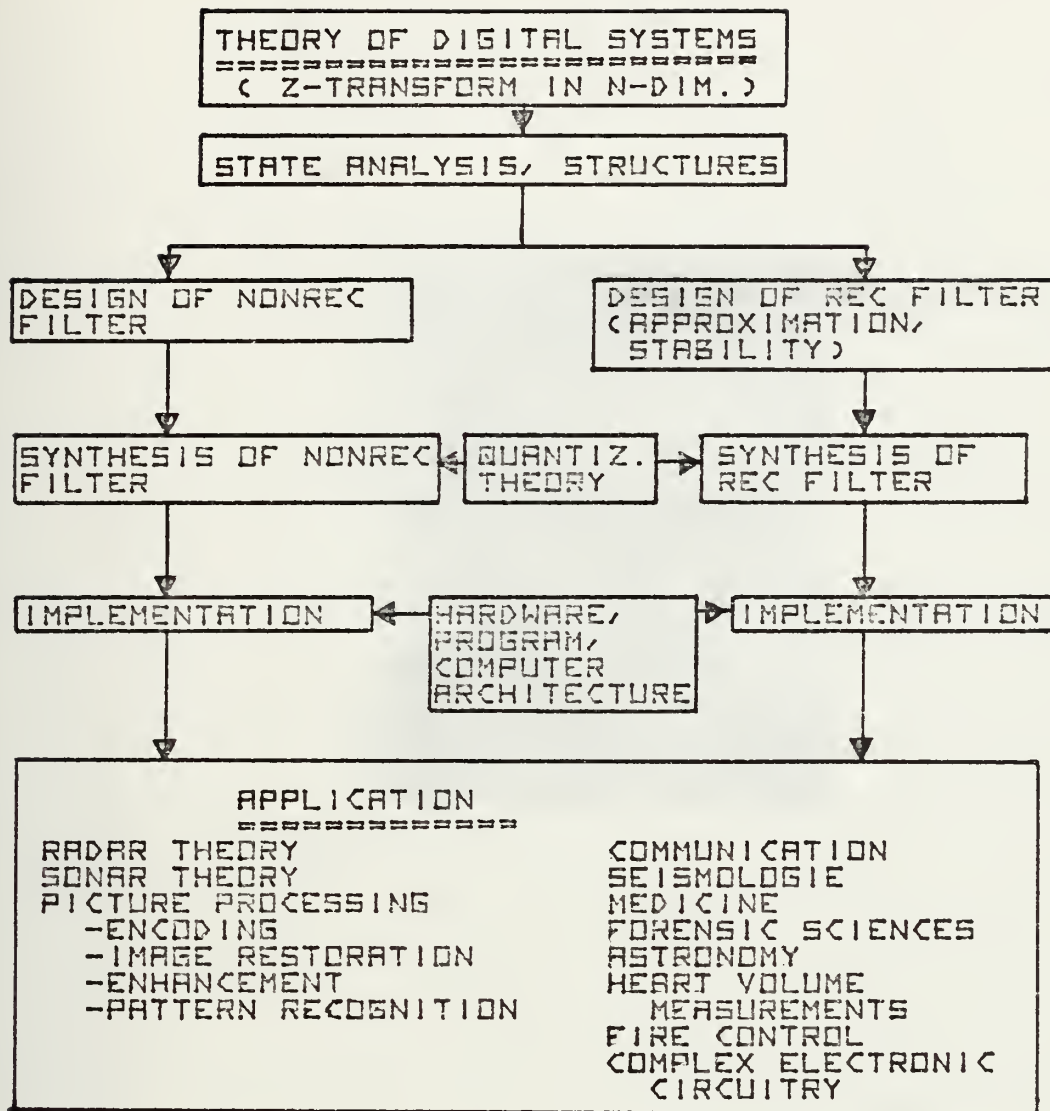 THEORY OF DIGITAL SYSTEMS
( Z-TRANSFORM IN N-DIM.)
STATE ANALYSIS, STRUCTURES
DESIGN OF NONREC
FILTER
DESIGN OF REC FILTER
(APPROXIMATION,
STABILITY)
SYNTHESIS OF NONREC
FILTER
QUANTIZ.
THEORY
SYNTHESIS OF
REC FILTER
IMPLEMENTATION
HARDWARE,
PROGRAM,
COMPUTER
ARCHITECTURE
IMPLEMENTATION
APPLICATION
RADAR THEORY
SONAR THEORY
PICTURE PROCESSING
-ENCODING
-IMAGE RESTORATION
-ENHANCEMENT
-PATTERN RECOGNITION
COMMUNICATION
SEISMOLOGIE
MEDICINE
FORENSIC SCIENCES
ASTRONOMY
HEART VOLUME
MEASUREMENTS
FIRE CONTROL
COMPLEX ELECTRONIC
CIRCUITRY